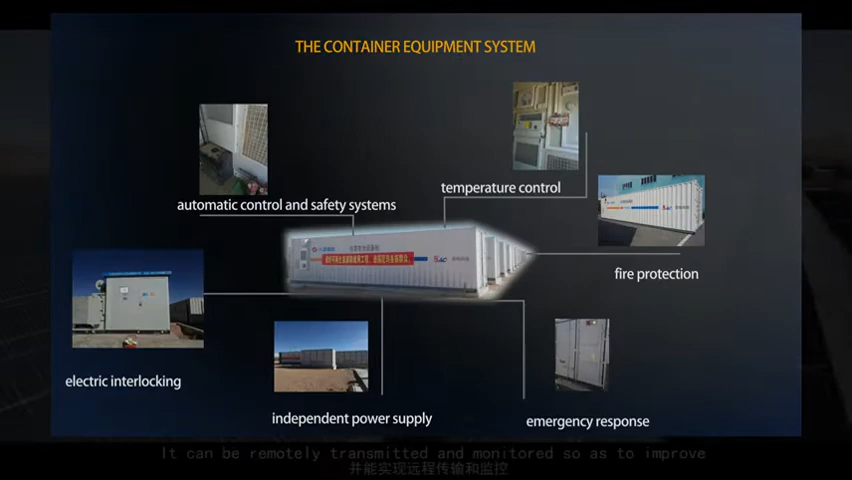 THE CONTAINER EQUIPMENT SYSTEM
temperature control
automatic control and safety systems
fire protection
electric interlocking
independent power supply
emergency response
It can be remotely transmitted and monitored so as to improve
并能实现远程传输和监控